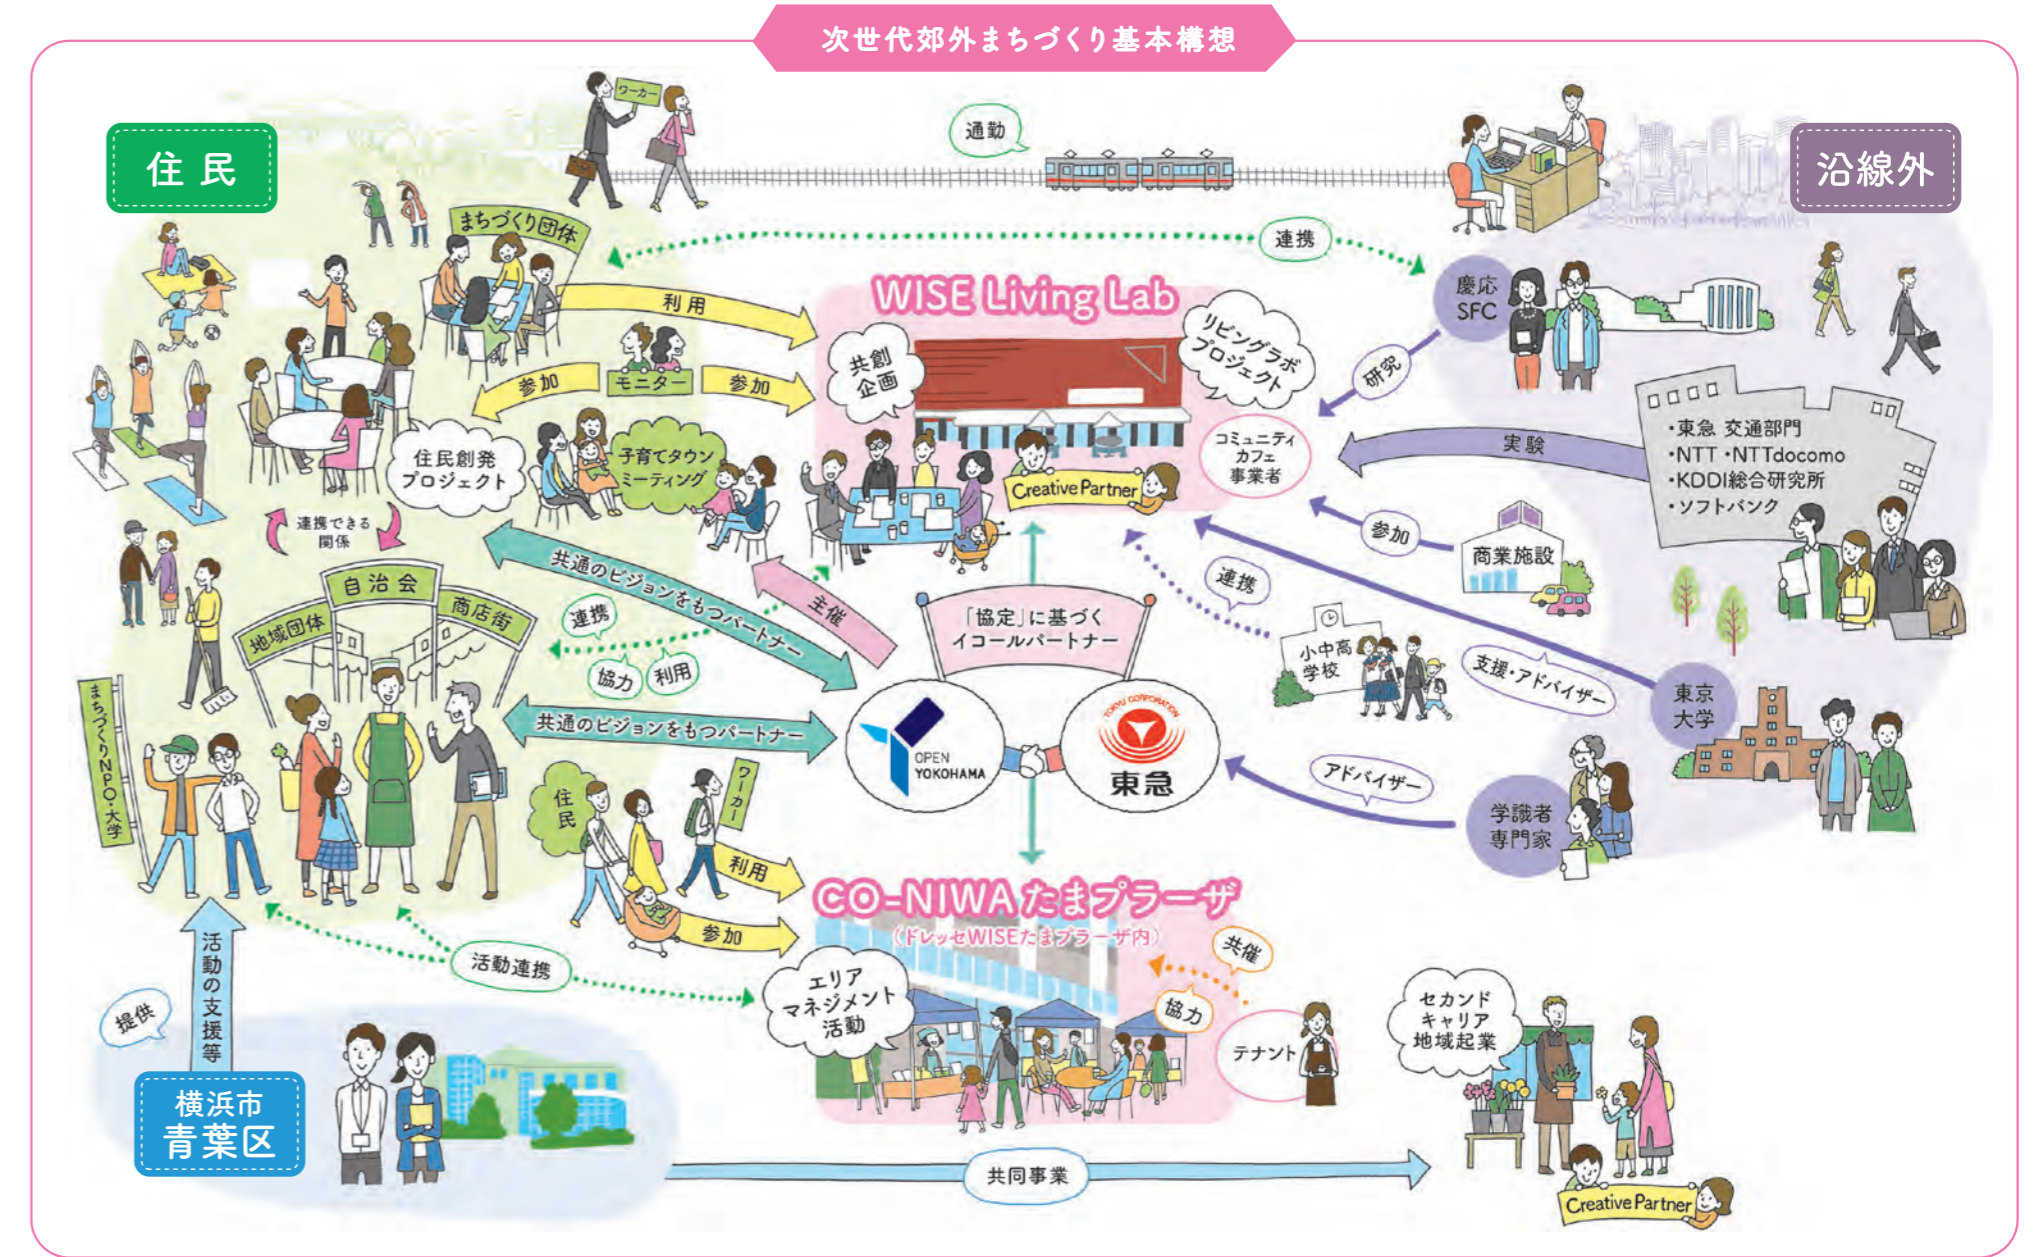 次世代郊外まちづくり基本構想
住民
ワーカー
通勤
沿線外
まちづくり団体
連携
利用
WISE Living Lab
共創
企画
リビングラボ
プロジェクト
慶応
SFC
研究
参加
モニター
参加
住民創発
プロジェクト
子育てタウン
ミーティング
Creative Partner
コミュニティ
カフェ
事業者
実験
・東急 交通部門
・NTT ・NTTdocomo
・KDDI総合研究所
・ソフトバンク
連携できる
関係
参加
商業施設
共通のビジョンをもつパートナー
連携
主催
連携
「協定」に基づく
イコールパートナー
小中高
学校
支援・アドバイザー
東京
大学
地域団体
自治会
商店街
協力
利用
まちづくりNPO・大学
共通のビジョンをもつパートナー
OPEN
YOKOHAMA
TOKYU CORPORATION
東急
アドバイザー
学識者
専門家
住民
ワーカー
利用
参加
CO-NIWA たまプラーザ
（ドレッセWISEたまプラーザ内）
活動連携
エリア
マネジメント
活動
共催
協力
テナント
セカンド
キャリア
地域起業
活動の支援等
提供
横浜市
青葉区
共同事業
Creative Partner